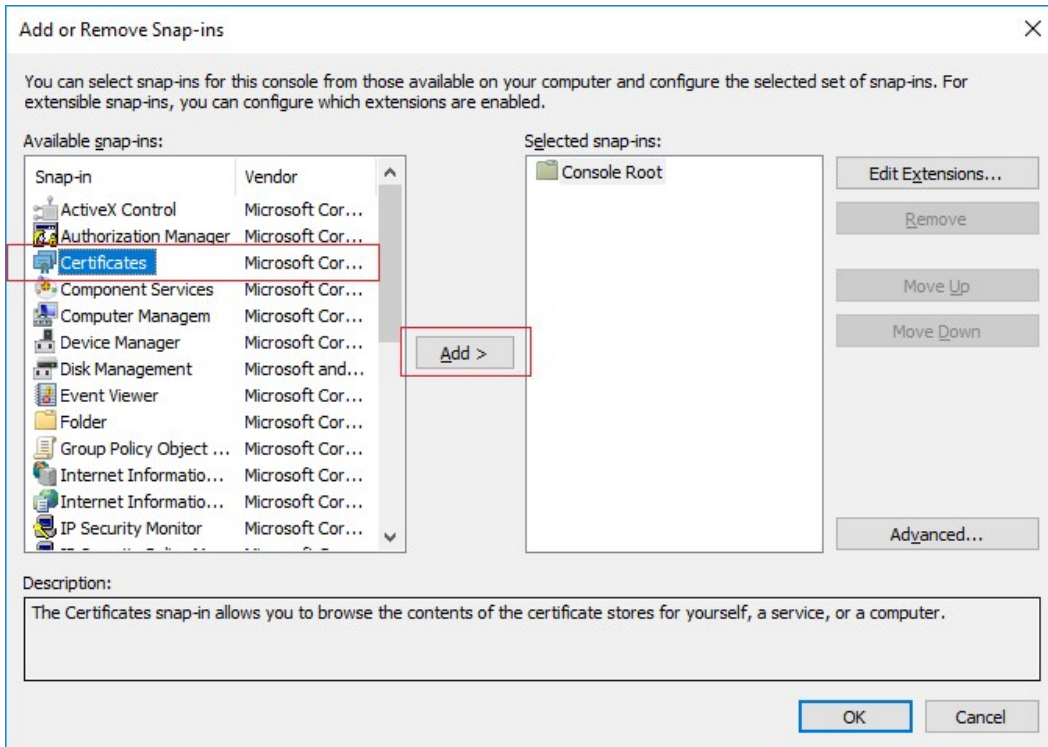 Add or Remove Snap-ins
You can select snap-ins for this console from those available on your computer and configure the selected set of snap-ins. For
extensible snap-ins, you can configure which extensions are enabled.
Available snap-ins:
Snap-in Vendor
ActiveX Control Microsoft Cor...
Authorization Manager Microsoft Cor...
Certificates Microsoft Cor...
Component Services Microsoft Cor...
Computer Managem Microsoft Cor...
Device Manager Microsoft Cor...
Disk Management Microsoft and...
Event Viewer Microsoft Cor...
Folder Microsoft Cor...
Group Policy Object ... Microsoft Cor...
Internet Informatio... Microsoft Cor...
Internet Informatio... Microsoft Cor...
IP Security Monitor Microsoft Cor...
Add >
Selected snap-ins:
Console Root
Edit Extensions...
Remove
Move Up
Move Down
Advanced...
Description:
The Certificates snap-in allows you to browse the contents of the certificate stores for yourself, a service, or a computer.
OK
Cancel